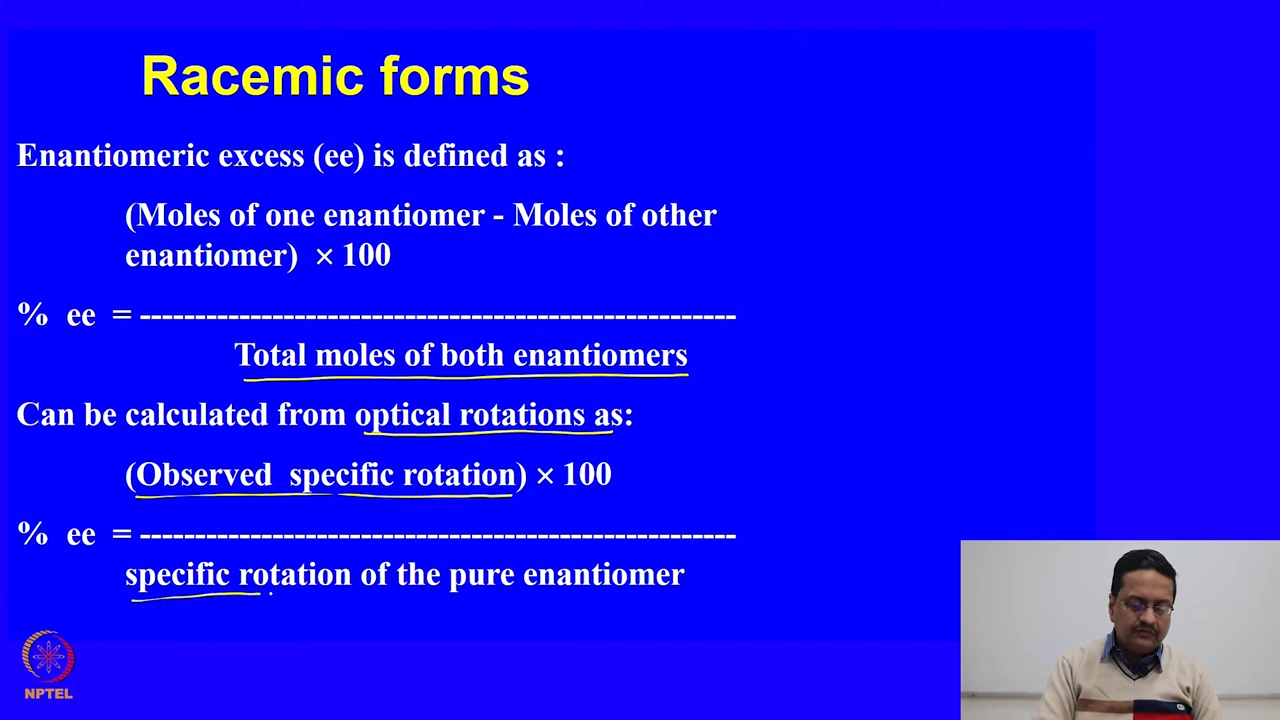 Racemic forms
Enantiomeric excess (ee) is defined as :
(Moles of one enantiomer - Moles of other
enantiomer) × 100
% ee = ------------------------------------------------------
Total moles of both enantiomers
Can be calculated from optical rotations as:
(Observed specific rotation) × 100
% ee = ------------------------------------------------------
specific rotation of the pure enantiomer
NPTEL